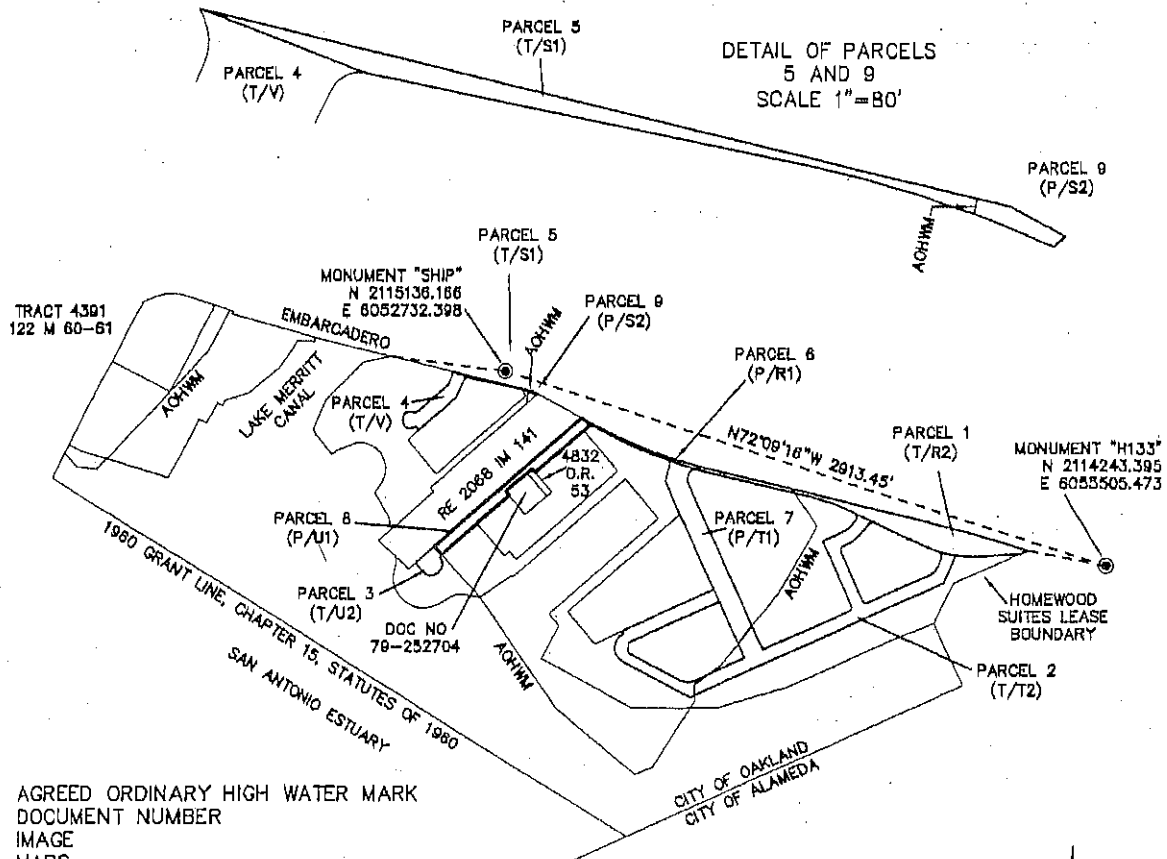 PARCEL 5
(T/S1)
DETAIL OF PARCELS
5 AND 9
SCALE 1"=80'
PARCEL 4
(T/V)
PARCEL 9
(P/S2)
AOHWM
PARCEL 5
(T/S1)
MONUMENT "SHIP"
N 2115136.166
E 6052732.398
PARCEL 9
(P/S2)
AOHWM
TRACT 4391
122 M 60-61
EMBARCADERO
PARCEL 6
(P/R1)
AOHWM
LAKE MERRITT
CANAL
PARCEL 4
(T/V)
N72°09'16"W 2913.45'
PARCEL 1
(T/R2)
MONUMENT "H133"
N 2114243.395
E 6055505.473
RE 2068 IM 141
4832
O.R.
53
PARCEL 8
(P/U1)
PARCEL 7
(P/T1)
AOHWM
PARCEL 3
(T/U2)
DOC NO
79-252704
HOMEWOOD
SUITES LEASE
BOUNDARY
1960 GRANT LINE, CHAPTER 15, STATUTES OF 1960
SAN ANTONIO ESTUARY
AOHWM
PARCEL 2
(T/T2)
CITY OF OAKLAND
CITY OF ALAMEDA
AGREED ORDINARY HIGH WATER MARK
DOCUMENT NUMBER
IMAGE
MAPS